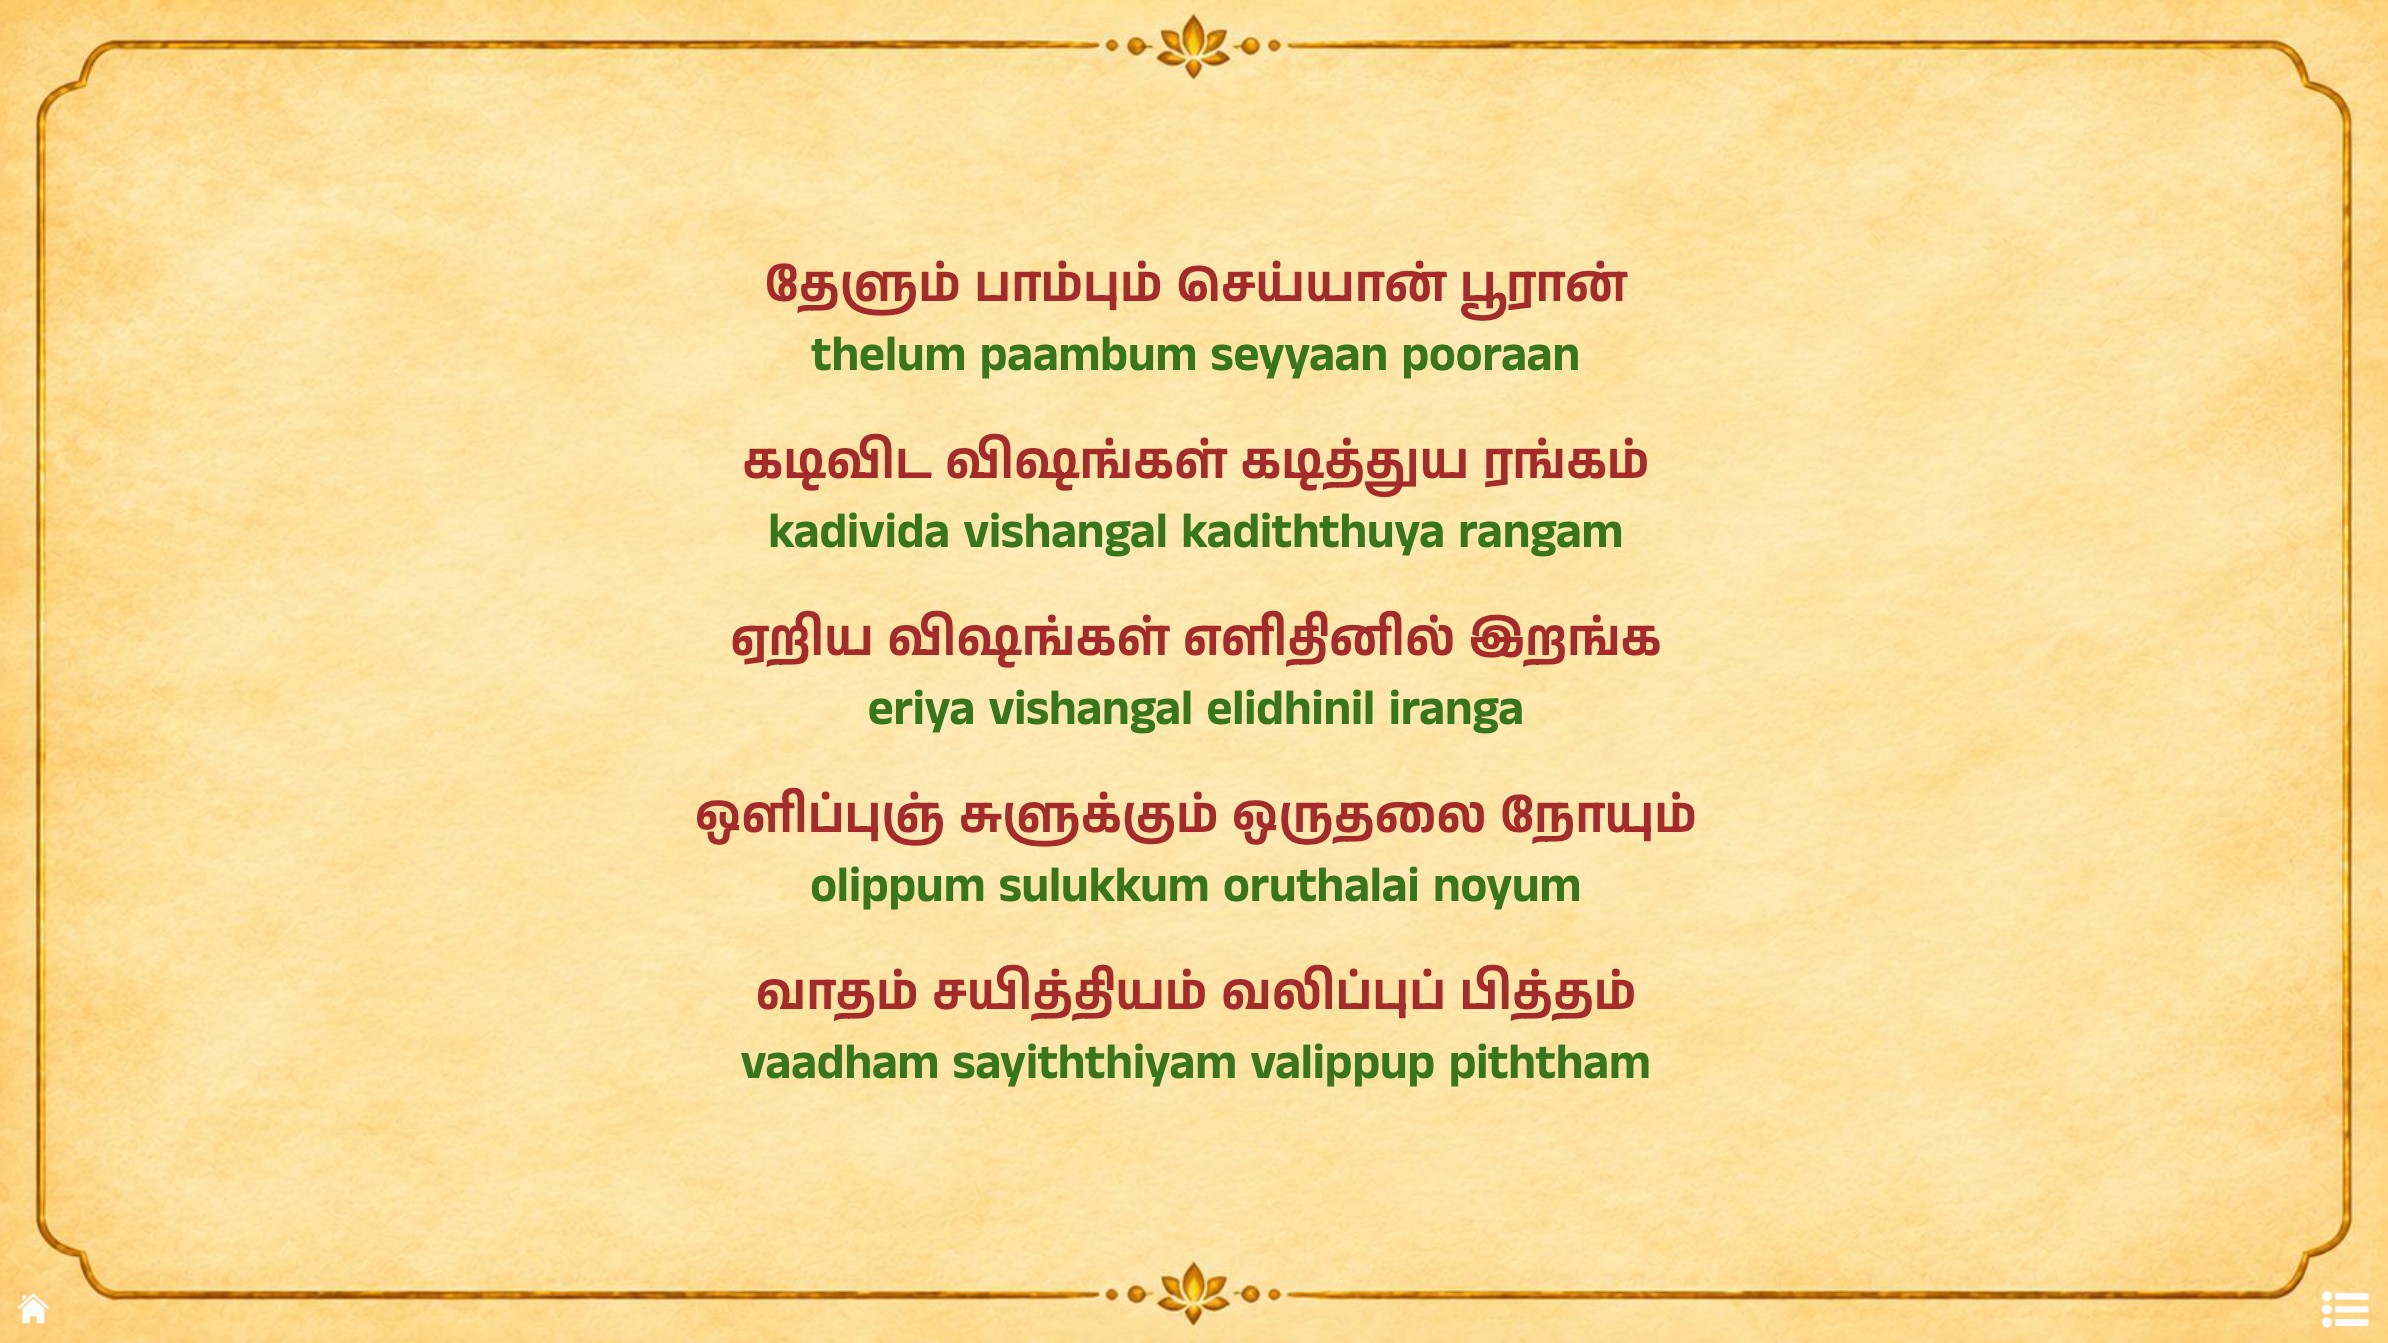 தேளும் பாம்பும் செய்யான் பூரான்
thelum paambum seyyaan pooraan
கடிவிட விஷங்கள் கடித்துய ரங்கம்
kadivida vishangal kadiththuya rangam
ஏறிய விஷங்கள் எளிதினில் இறங்க
eriya vishangal elidhinil iranga
ஒளிப்புஞ் சுளுக்கும் ஒருதலை நோயும்
olippum sulukkum oruthalai noyum
வாதம் சயித்தியம் வலிப்புப் பித்தம்
vaadham sayiththiyam valippup piththam